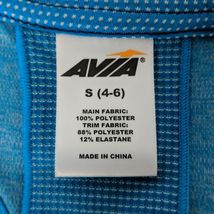 AVIA
S (4-6)
MAIN FABRIC:
100% POLYESTER
TRIM FABRIC:
88% POLYESTER
12% ELASTANE
MADE IN CHINA